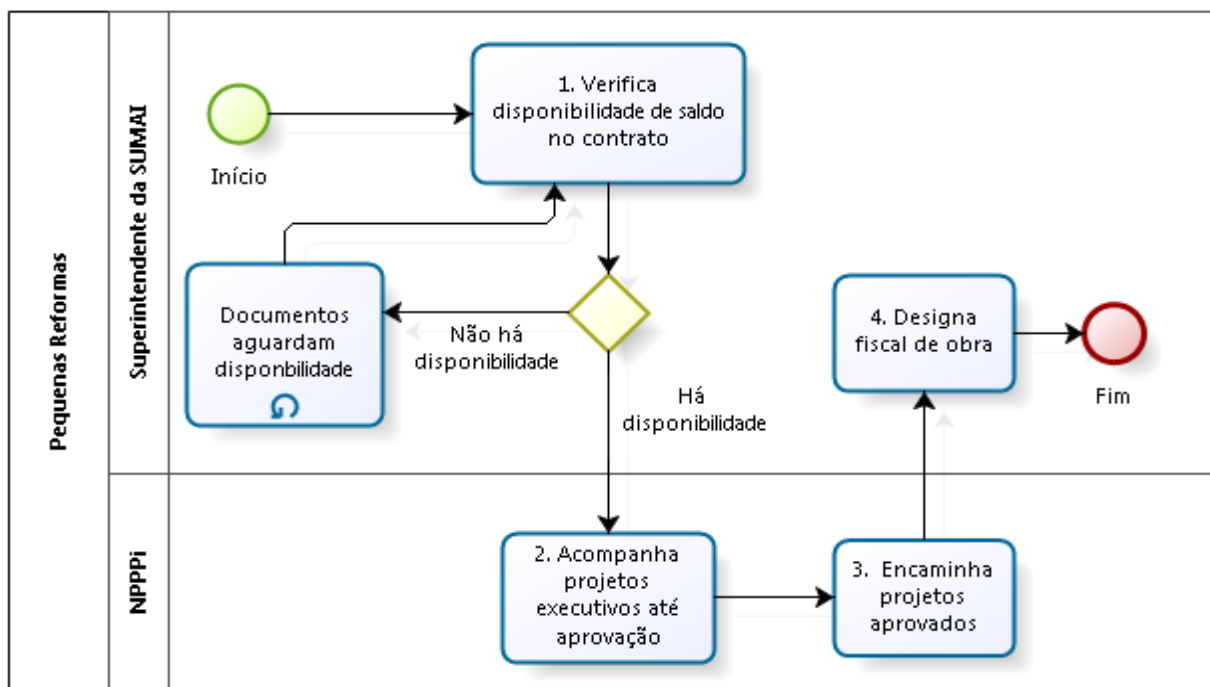 Pequenas Reformas
Superintendente da SUMAI
Início
1. Verifica
disponibilidade de saldo
no contrato
Documentos
aguardam
disponbilidade
Não há
disponibilidade
Há
disponibilidade
4. Designa
fiscal de obra
Fim
NPPPi
2. Acompanha
projetos
executivos até
aprovação
3. Encaminha
projetos
aprovados